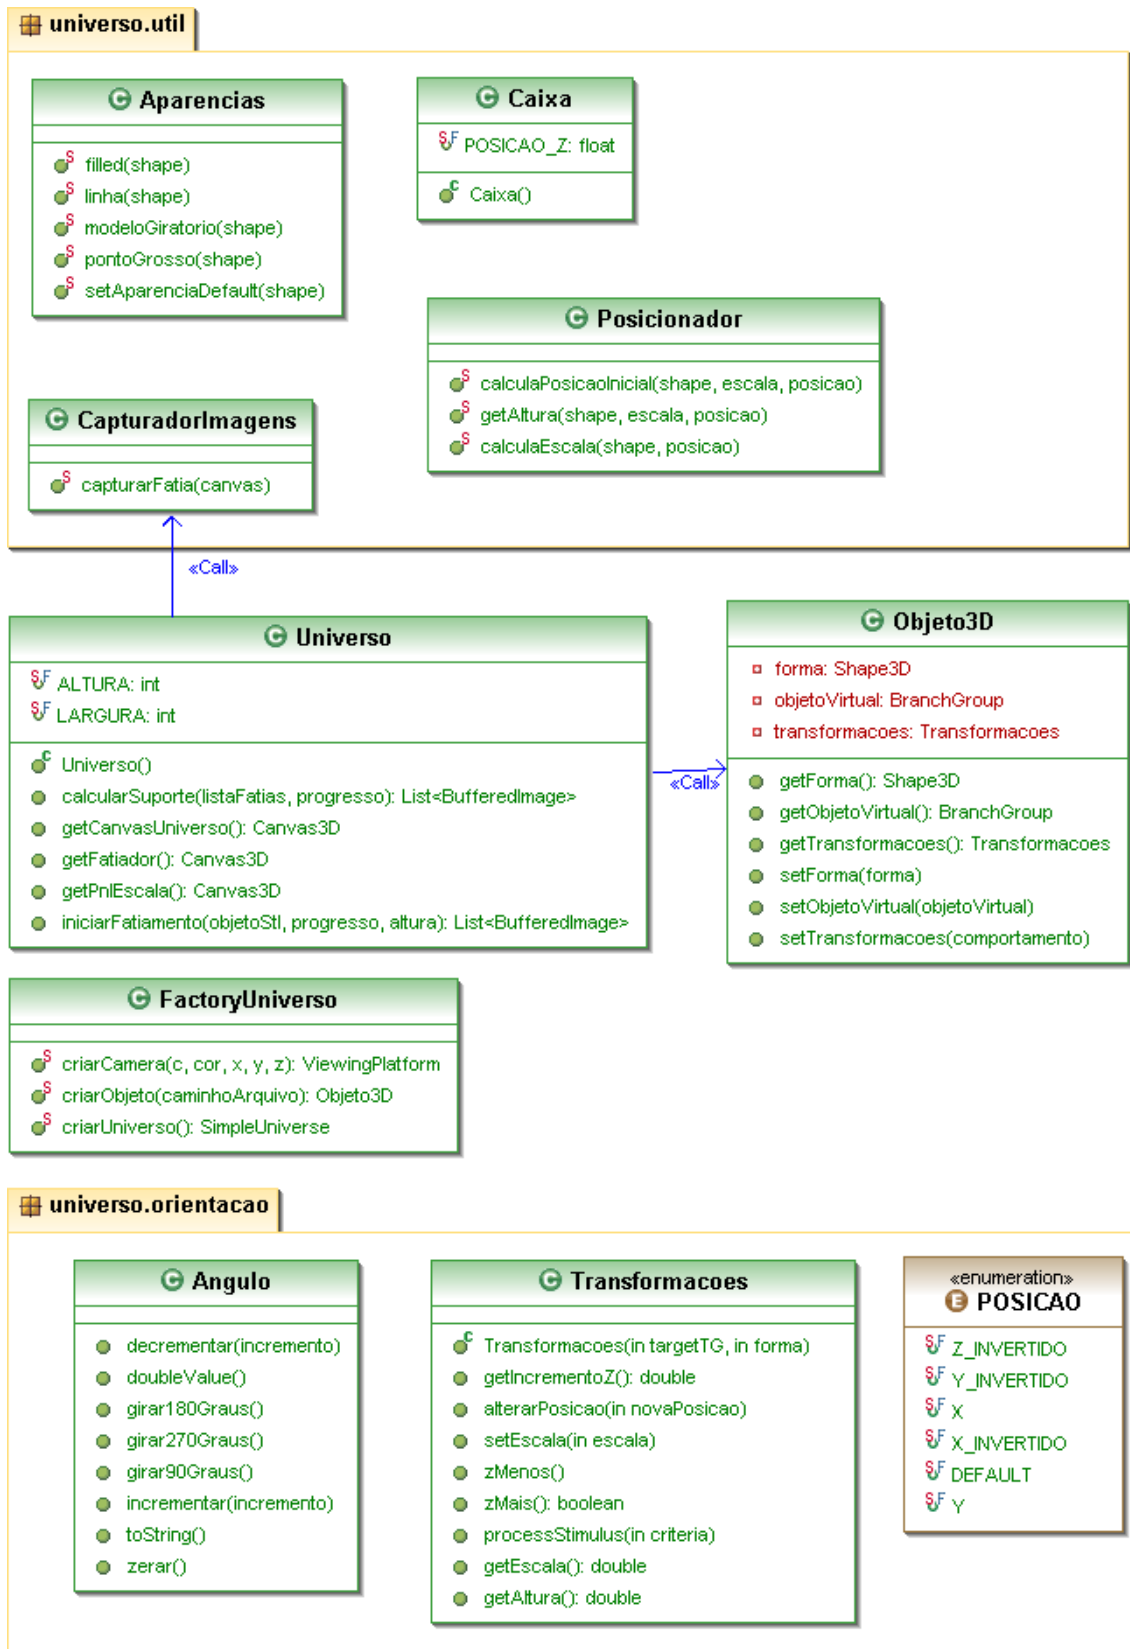 universo.util
Aparencias
filled(shape)
linha(shape)
modeloGiratorio(shape)
pontoGrosso(shape)
setAparenciaDefault(shape)
Caixa
POSICAO_Z: float
Caixa()
Posicionador
calculaPosicaoInicial(shape, escala, posicao)
getAltura(shape, escala, posicao)
calculaEscala(shape, posicao)
CapturadorImagens
capturarFatia(canvas)
«Call»
Universo
ALTURA: int
LARGURA: int
Universo()
calcularSuporte(listaFatias, progresso): List<BufferedImage>
getCanvasUniverso(): Canvas3D
getFatiador(): Canvas3D
getPnlEscala(): Canvas3D
iniciarFatiamento(objetoStl, progresso, altura): List<BufferedImage>
«Call»
Objeto3D
forma: Shape3D
objetoVirtual: BranchGroup
transformacoes: Transformacoes
getForma(): Shape3D
getObjetoVirtual(): BranchGroup
getTransformacoes(): Transformacoes
setForma(forma)
setObjetoVirtual(objetoVirtual)
setTransformacoes(comportamento)
FactoryUniverso
criarCamera(c, cor, x, y, z): ViewingPlatform
criarObjeto(caminhoArquivo): Objeto3D
criarUniverso(): SimpleUniverse
universo.orientacao
Angulo
decrementar(incremento)
doubleValue()
girar180Graus()
girar270Graus()
girar90Graus()
incrementar(incremento)
toString()
zerar()
Transformacoes
Transformacoes(in targetTG, in forma)
getIncrementoZ(): double
alterarPosicao(in novaPosicao)
setEscala(in escala)
zMenos()
zMais(): boolean
processStimulus(in criteria)
getEscala(): double
getAltura(): double
«enumeration»
POSICAO
Z_INVERTIDO
Y_INVERTIDO
X
X_INVERTIDO
DEFAULT
Y